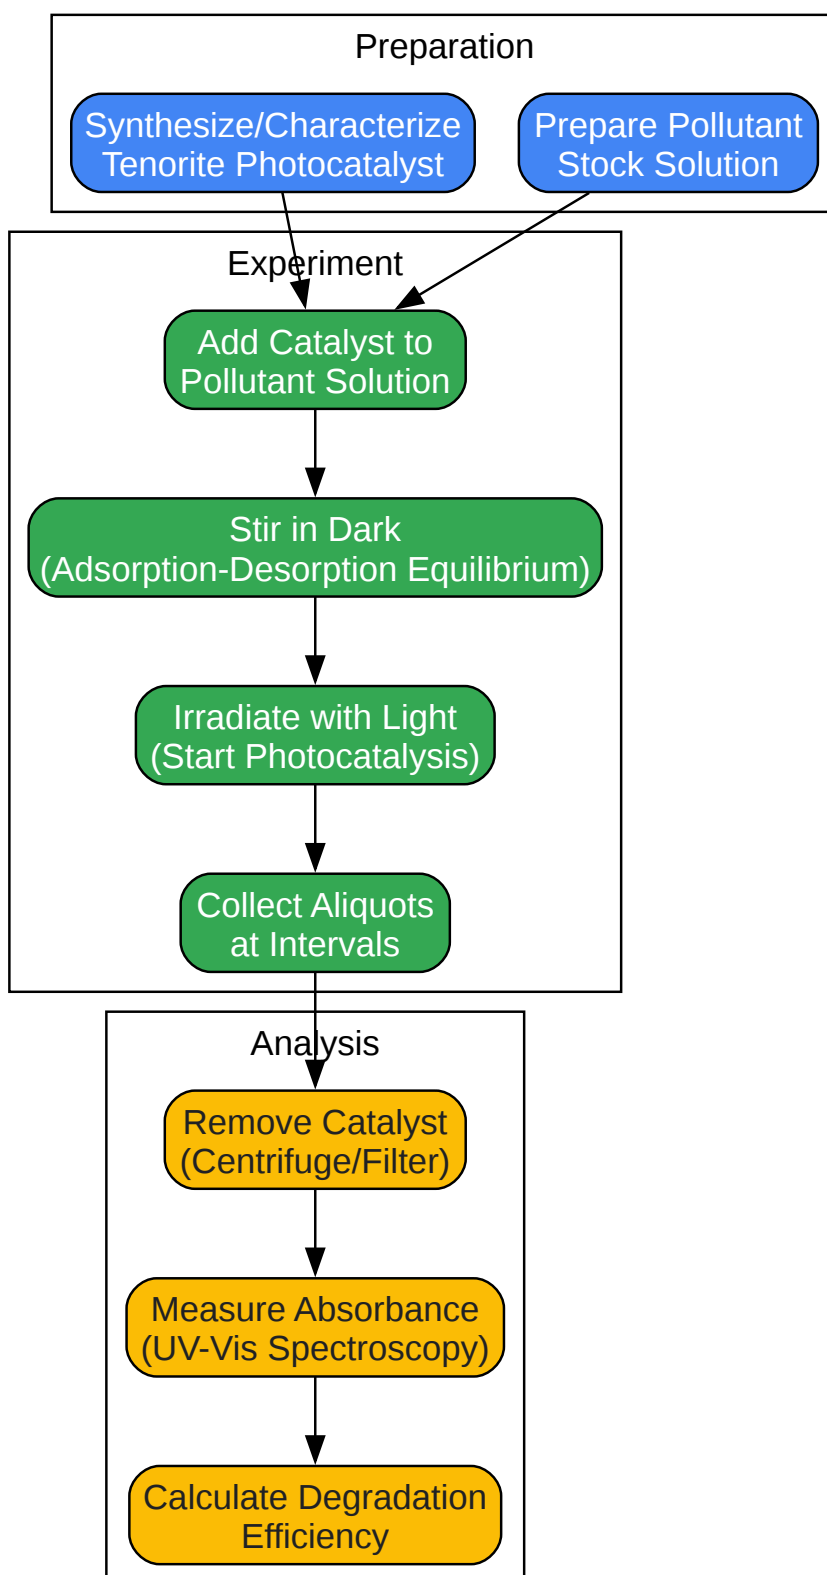 Preparation
Synthesize/Characterize
Tenorite Photocatalyst
Prepare Pollutant
Stock Solution
Experiment
Add Catalyst to
Pollutant Solution
Stir in Dark
(Adsorption-Desorption Equilibrium)
Irradiate with Light
(Start Photocatalysis)
Collect Aliquots
at Intervals
Analysis
Remove Catalyst
(Centrifuge/Filter)
Measure Absorbance
(UV-Vis Spectroscopy)
Calculate Degradation
Efficiency